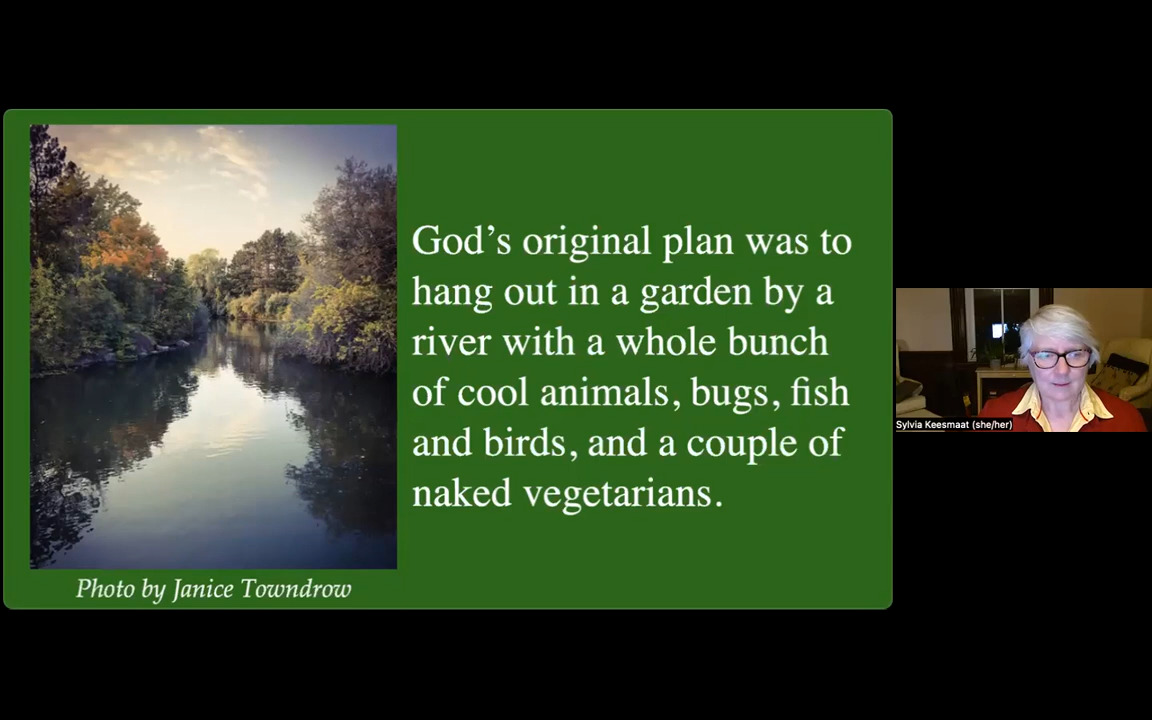 God’s original plan was to
hang out in a garden by a
river with a whole bunch
of cool animals, bugs, fish
and birds, and a couple of
naked vegetarians.
Photo by Janice Towndrow
Sylvia Keesmaat (she/her)